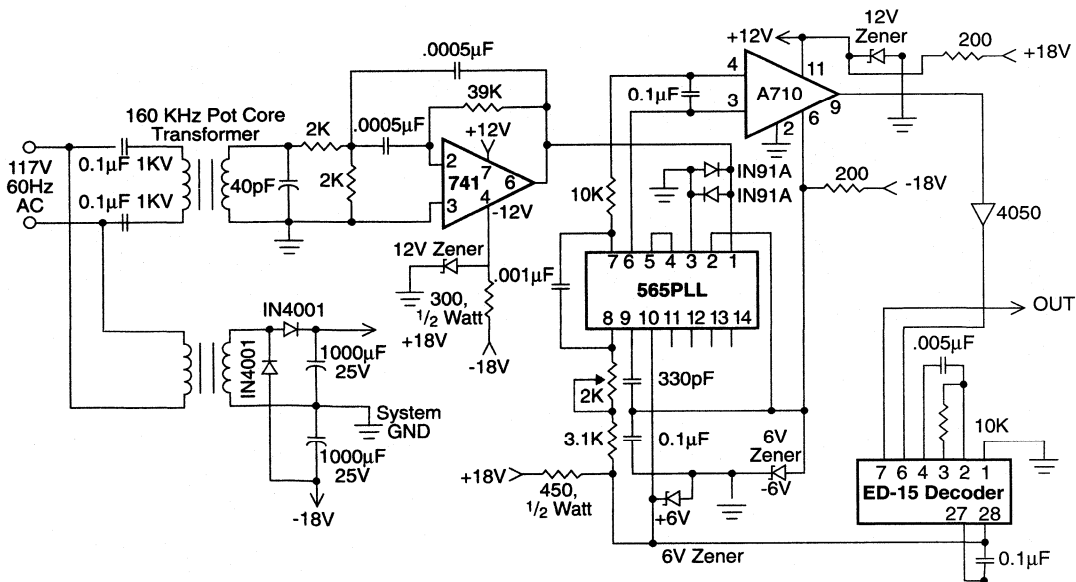 12V
Zener
+12V
200
+18V
.0005µF
4
11
0.1µF
A710
9
3
6
2
39K
160 KHz Pot Core
Transformer
2K
.0005µF
+12V
117V
60Hz
AC
0.1µF 1KV
0.1µF 1KV
40pF
2K
2
7
741
6
4
3
-12V
IN91A
IN91A
10K
200
-18V
4050
12V Zener
.001µF
7 6 5 4 3 2 1
565PLL
8 9 10 11 12 13 14
300,
1/2 Watt
+18V
-18V
OUT
IN4001
IN4001
1000µF
25V
System
GND
1000µF
25V
-18V
330pF
2K
3.1K
0.1µF
6V
Zener
-6V
+18V
450,
1/2 Watt
+6V
6V Zener
.005µF
10K
7 6 4 3 2 1
ED-15 Decoder
27 28
0.1µF